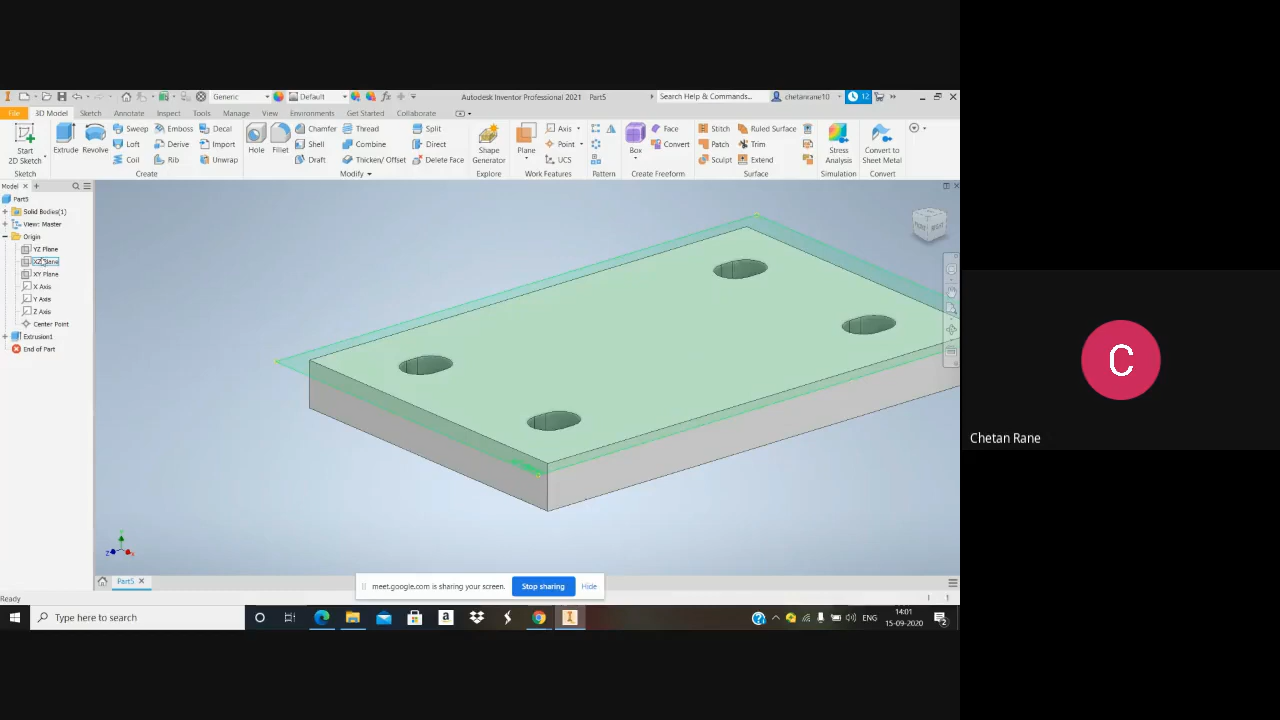 Generic Default Autodesk Inventor Professional 2021 Part5 Search Help & Commands... chetanrane10 12
File 3D Model Sketch Annotate Inspect Tools Manage View Environments Get Started Collaborate
Start 2D Sketch Extrude Revolve Sweep Emboss Decal Hole Fillet Chamfer Thread Split Shape Generator Plane Axis Box Face Stitch Ruled Surface Stress Analysis Convert to Sheet Metal
Loft Derive Import Shell Combine Direct Point Convert Patch Trim
Coil Rib Unwrap Draft Thicken/ Offset Delete Face UCS Sculpt Extend
Sketch Create Modify Explore Work Features Pattern Create Freeform Surface Simulation Convert
Model
Part5
Solid Bodies(1)
View: Master
Origin
YZ Plane
XZ Plane
XY Plane
X Axis
Y Axis
Z Axis
Center Point
Extrusion1
End of Part
C
Chetan Rane
Part5
meet.google.com is sharing your screen. Stop sharing Hide
Ready 1 1
Type here to search
ENG
14:01
15-09-2020
2